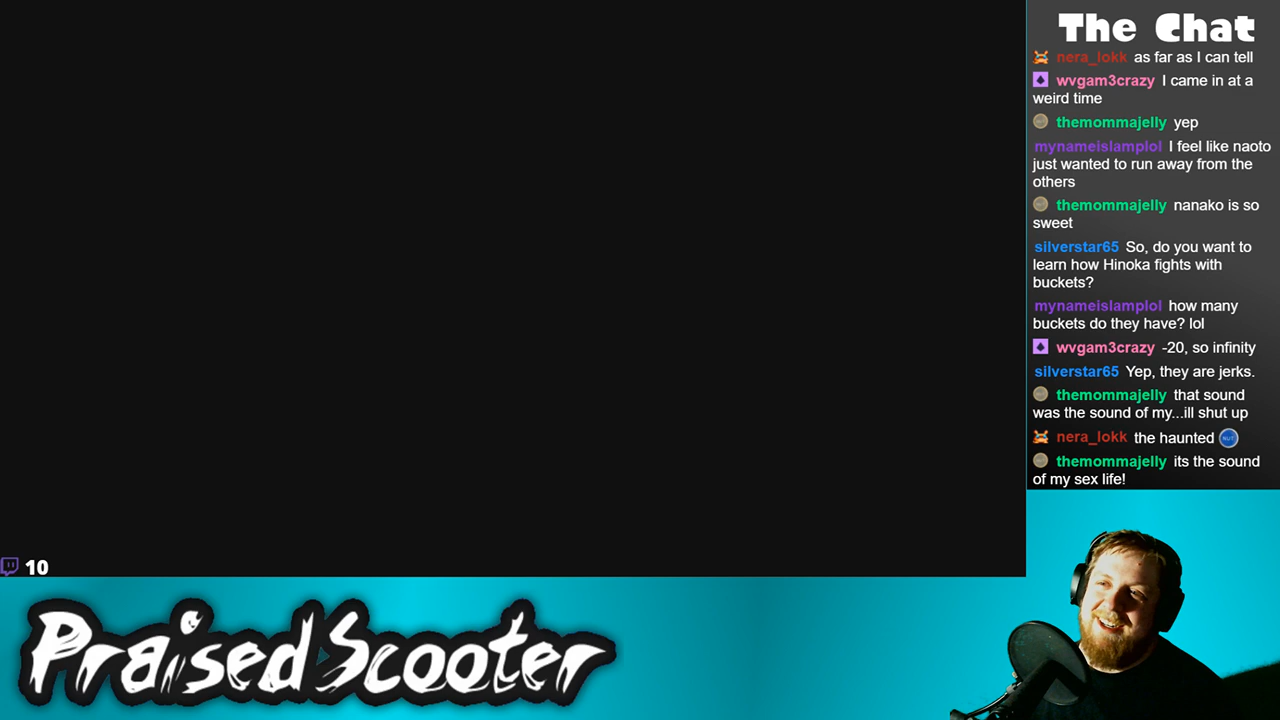 The Chat
nera_lokk as far as I can tell
wvgam3crazy I came in at a
weird time
themommajelly yep
mynameislamplol I feel like naoto
just wanted to run away from the
others
themommajelly nanako is so
sweet
silverstar65 So, do you want to
learn how Hinoka fights with
buckets?
mynameislamplol how many
buckets do they have? lol
wvgam3crazy -20, so infinity
silverstar65 Yep, they are jerks.
themommajelly that sound
was the sound of my...ill shut up
nera_lokk the haunted NUT
themommajelly its the sound
of my sex life!
10
PraisedScooter